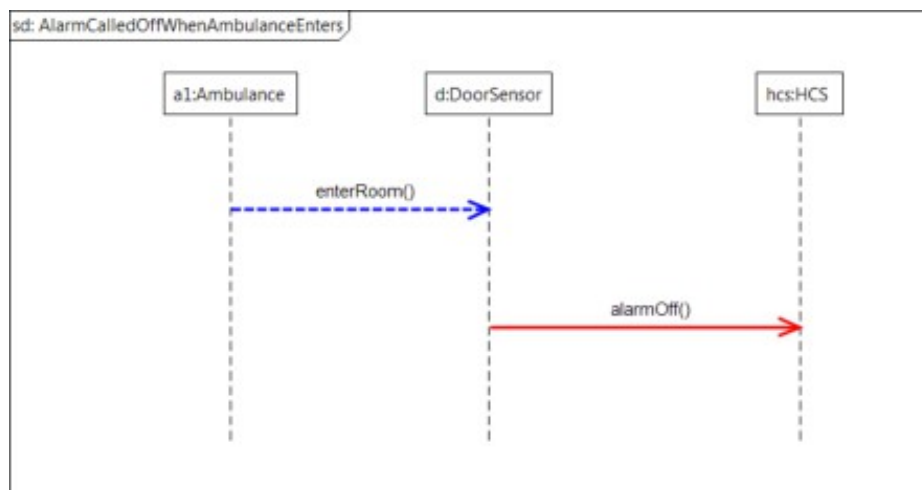 sd: AlarmCalledOffWhenAmbulanceEnters
a1:Ambulance
d:DoorSensor
hcs:HCS
enterRoom()
alarmOff()